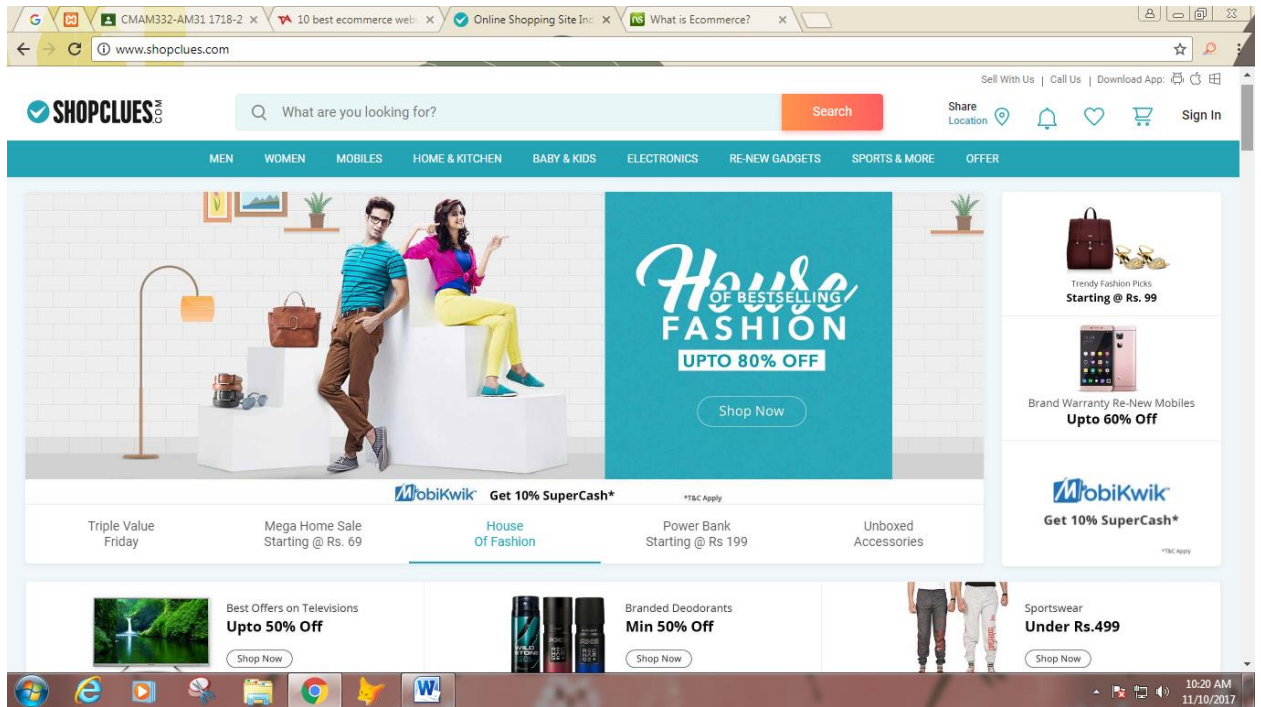 CMAM332-AM31 1718-2
10 best ecommerce web
Online Shopping Site Ind
What is Ecommerce?
www.shopclues.com
Sell With Us | Call Us | Download App:
SHOPCLUES.COM
What are you looking for?
Search
Share
Location
Sign In
MEN WOMEN MOBILES HOME & KITCHEN BABY & KIDS ELECTRONICS RE-NEW GADGETS SPORTS & MORE OFFER
House
OF BESTSELLING
FASHION
UPTO 80% OFF
Shop Now
MobiKwik Get 10% SuperCash* *T&C Apply
Triple Value
Friday
Mega Home Sale
Starting @ Rs. 69
House
Of Fashion
Power Bank
Starting @ Rs 199
Unboxed
Accessories
Trendy Fashion Picks
Starting @ Rs. 99
Brand Warranty Re-New Mobiles
Upto 60% Off
MobiKwik
Get 10% SuperCash*
*T&C Apply
Best Offers on Televisions
Upto 50% Off
Shop Now
WILD
STONE
Branded Deodorants
Min 50% Off
Shop Now
Sportswear
Under Rs.499
Shop Now
10:20 AM
11/10/2017